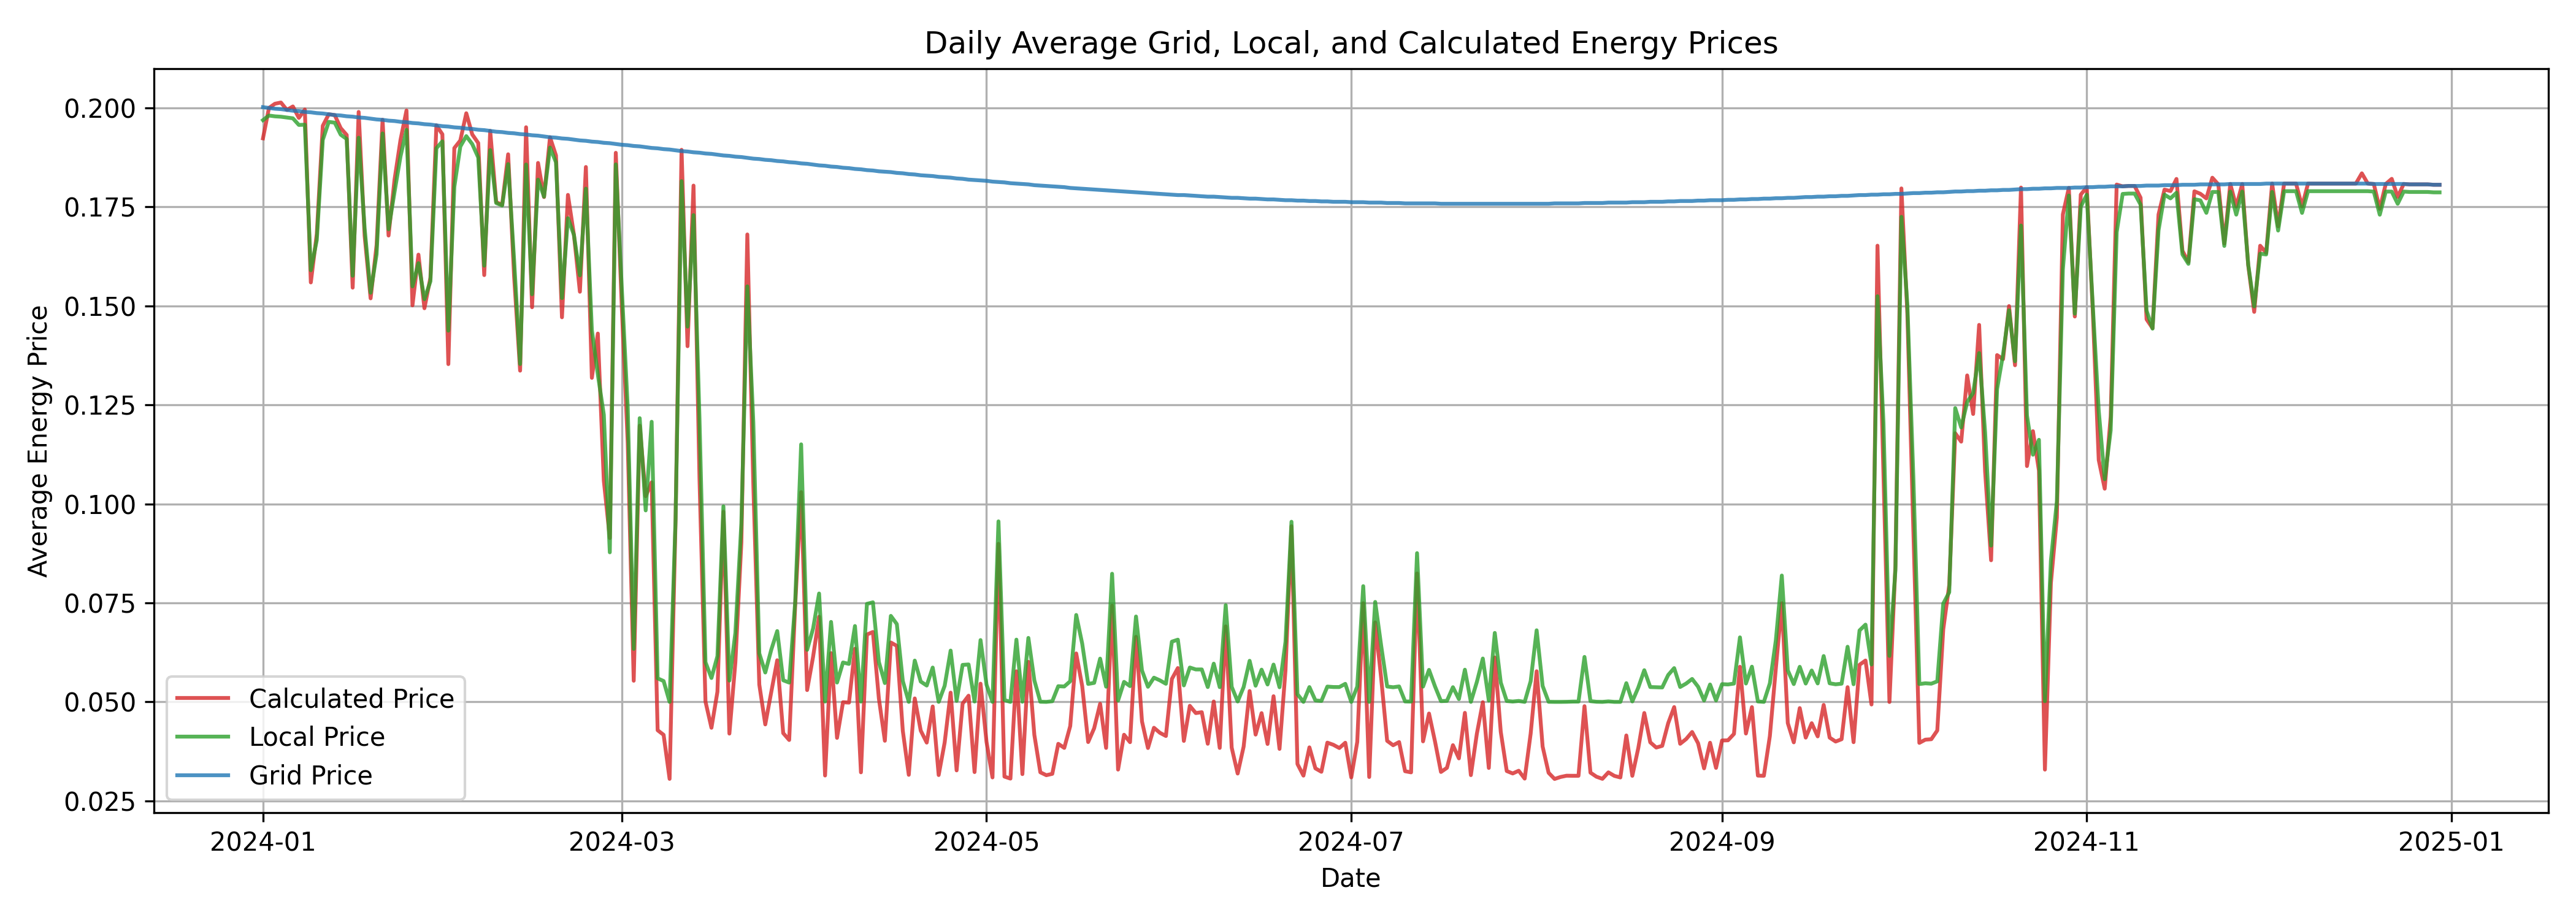 Daily Average Grid, Local, and Calculated Energy Prices
Average Energy Price
0.200
0.175
0.150
0.125
0.100
0.075
0.050
0.025
Calculated Price
Local Price
Grid Price
2024-01
2024-03
2024-05
2024-07
2024-09
2024-11
2025-01
Date